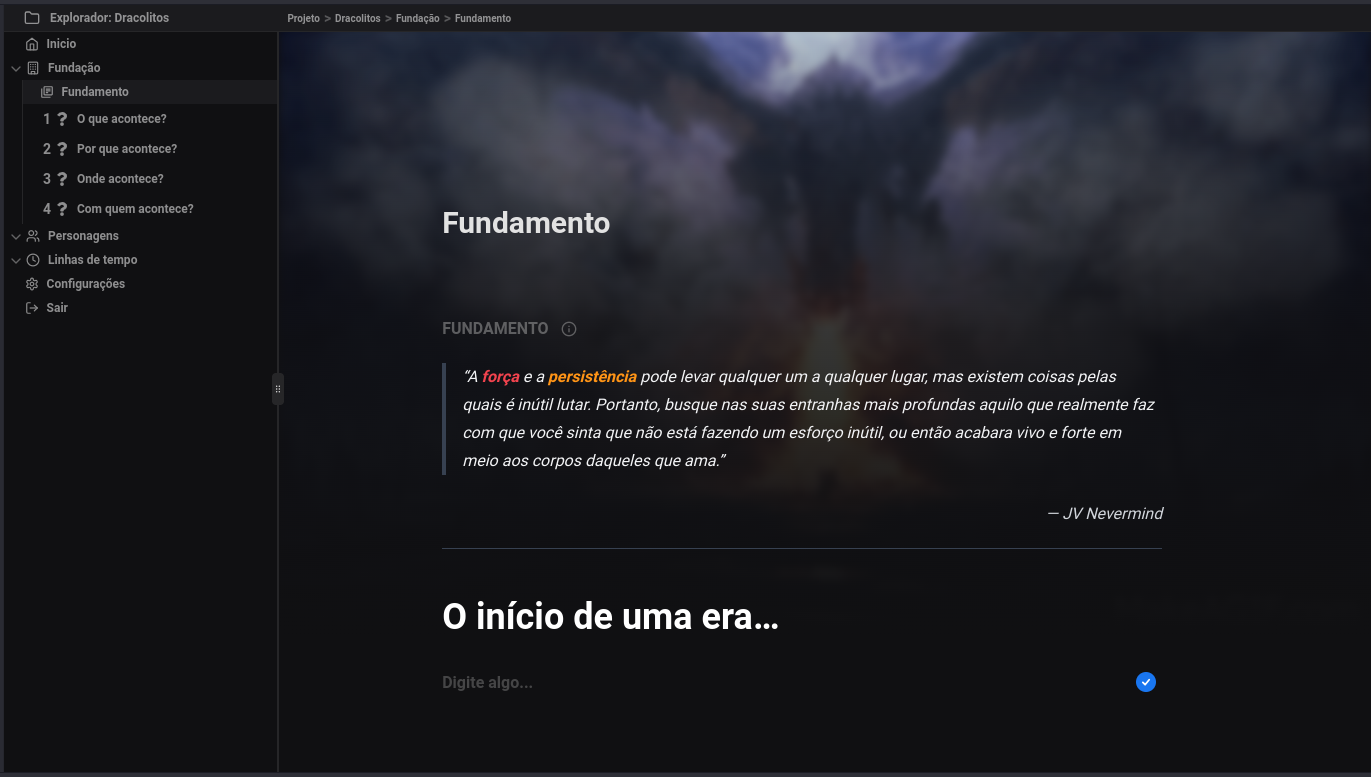 Explorador: Dracolitos
Projeto > Dracolitos > Fundação > Fundamento
Inicio
Fundação
Fundamento
1 ? O que acontece?
2 ? Por que acontece?
3 ? Onde acontece?
4 ? Com quem acontece?
Personagens
Linhas de tempo
Configurações
Sair
Fundamento
FUNDAMENTO
“A força e a persistência pode levar qualquer um a qualquer lugar, mas existem coisas pelas
quais é inútil lutar. Portanto, busque nas suas entranhas mais profundas aquilo que realmente faz
com que você sinta que não está fazendo um esforço inútil, ou então acabara vivo e forte em
meio aos corpos daqueles que ama.”
— JV Nevermind
O início de uma era...
Digite algo...